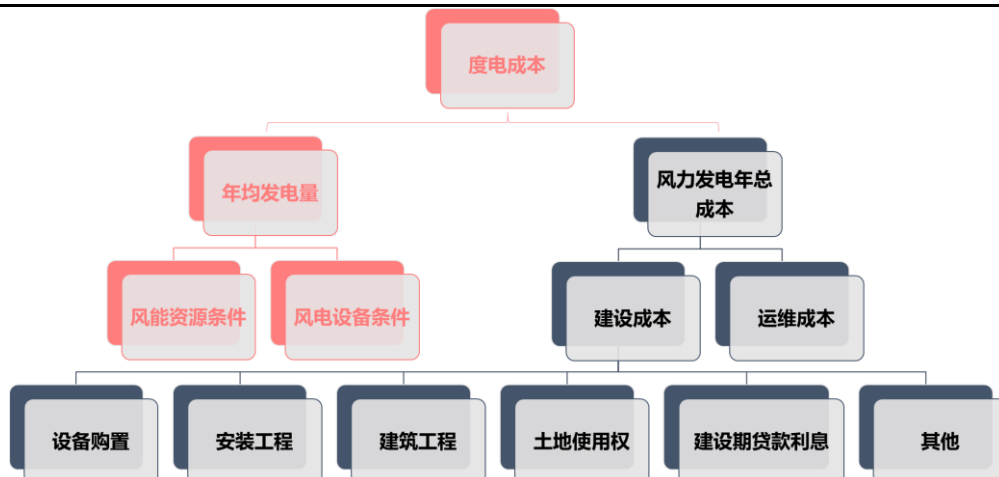 度电成本
年均发电量
风力发电年总
成本
风能资源条件
风电设备条件
建设成本
运维成本
设备购置
安装工程
建筑工程
土地使用权
建设期贷款利息
其他